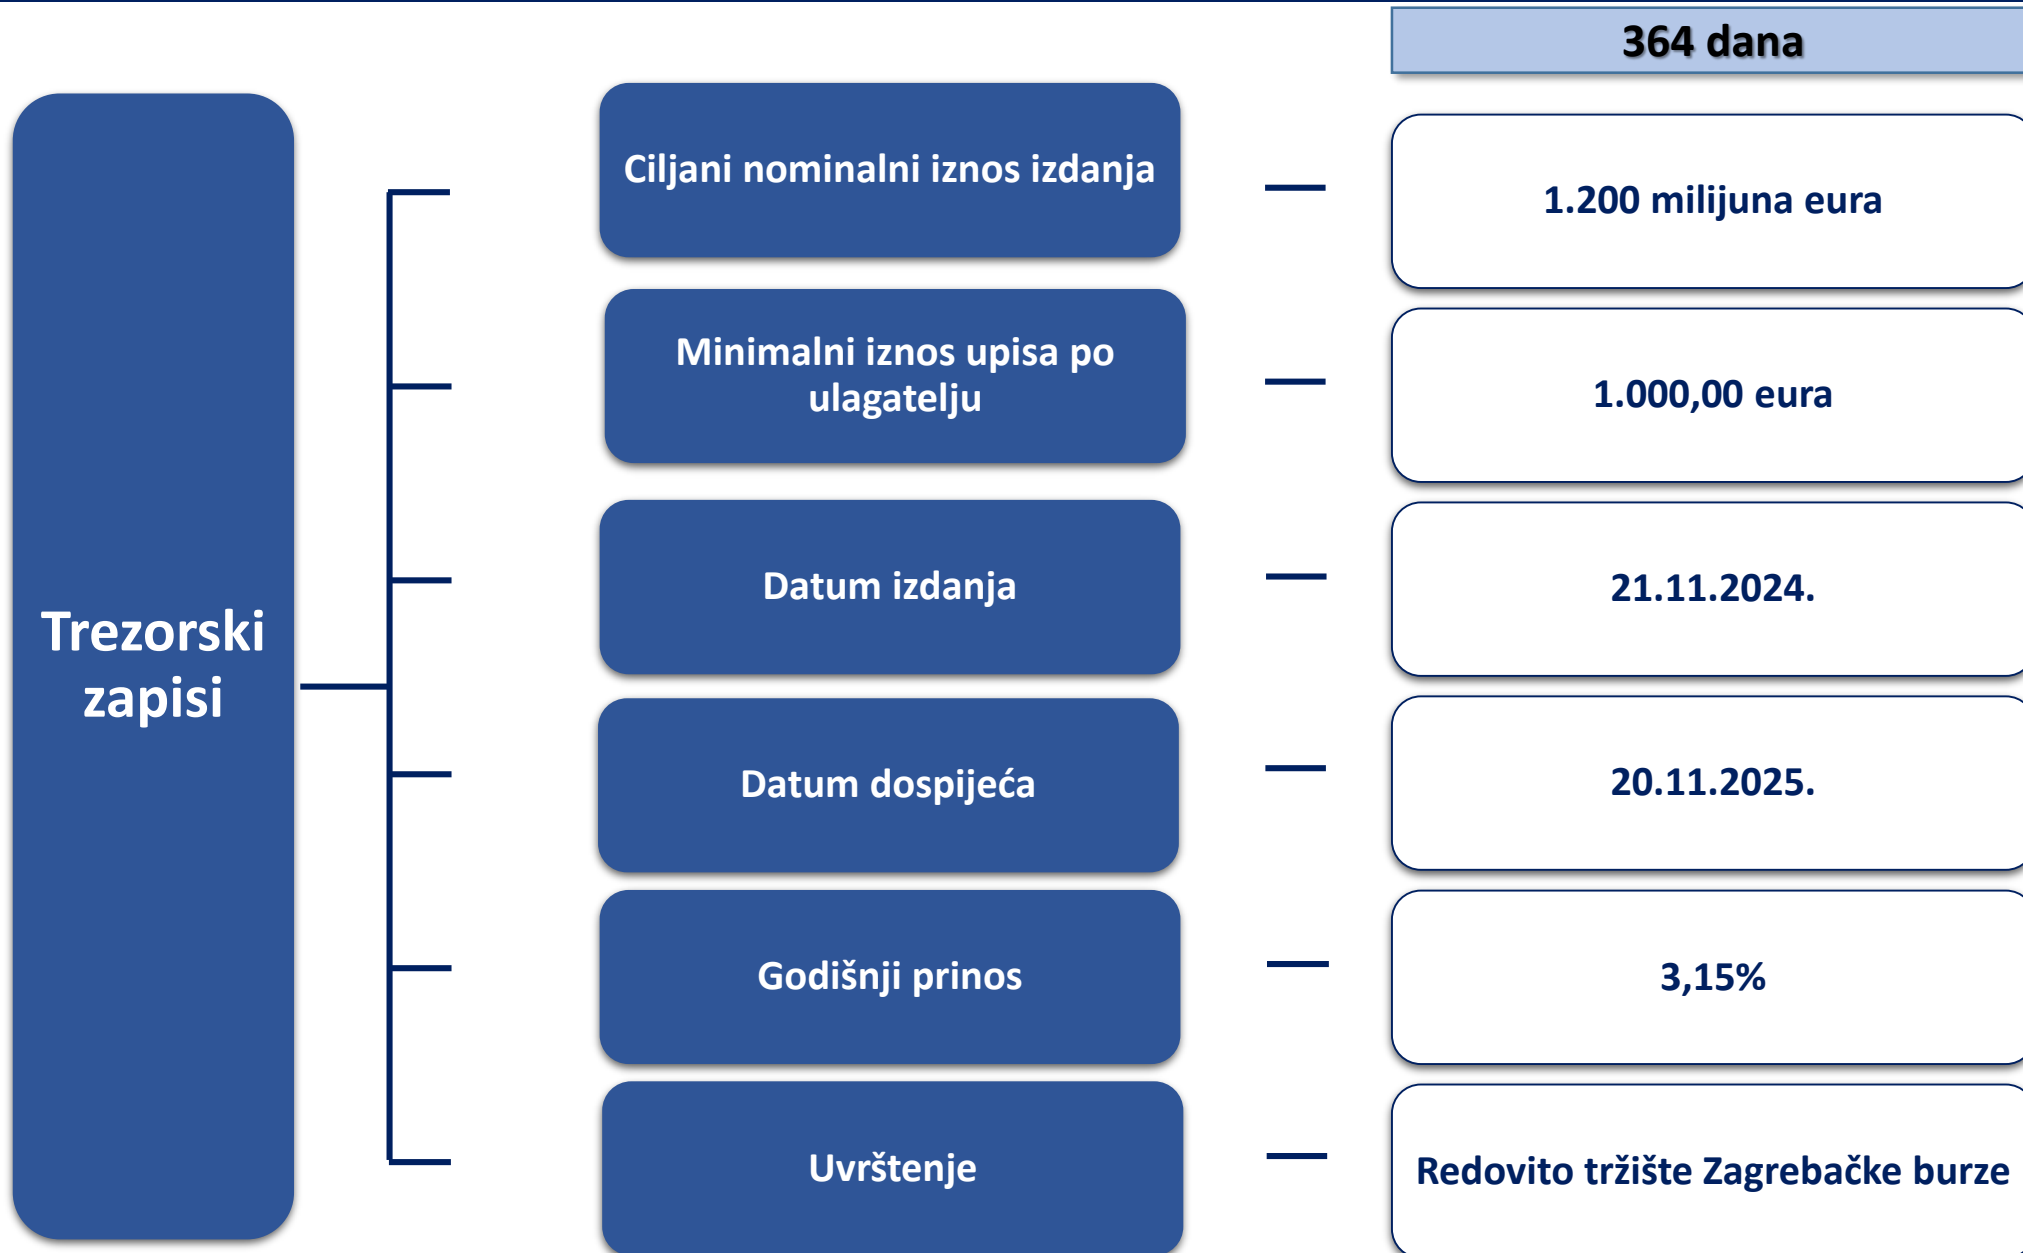 364 dana
Trezorski
zapisi
Ciljani nominalni iznos izdanja
1.200 milijuna eura
Minimalni iznos upisa po
ulagatelju
1.000,00 eura
Datum izdanja
21.11.2024.
Datum dospijeća
20.11.2025.
Godišnji prinos
3,15%
Uvrštenje
Redovito tržište Zagrebačke burze